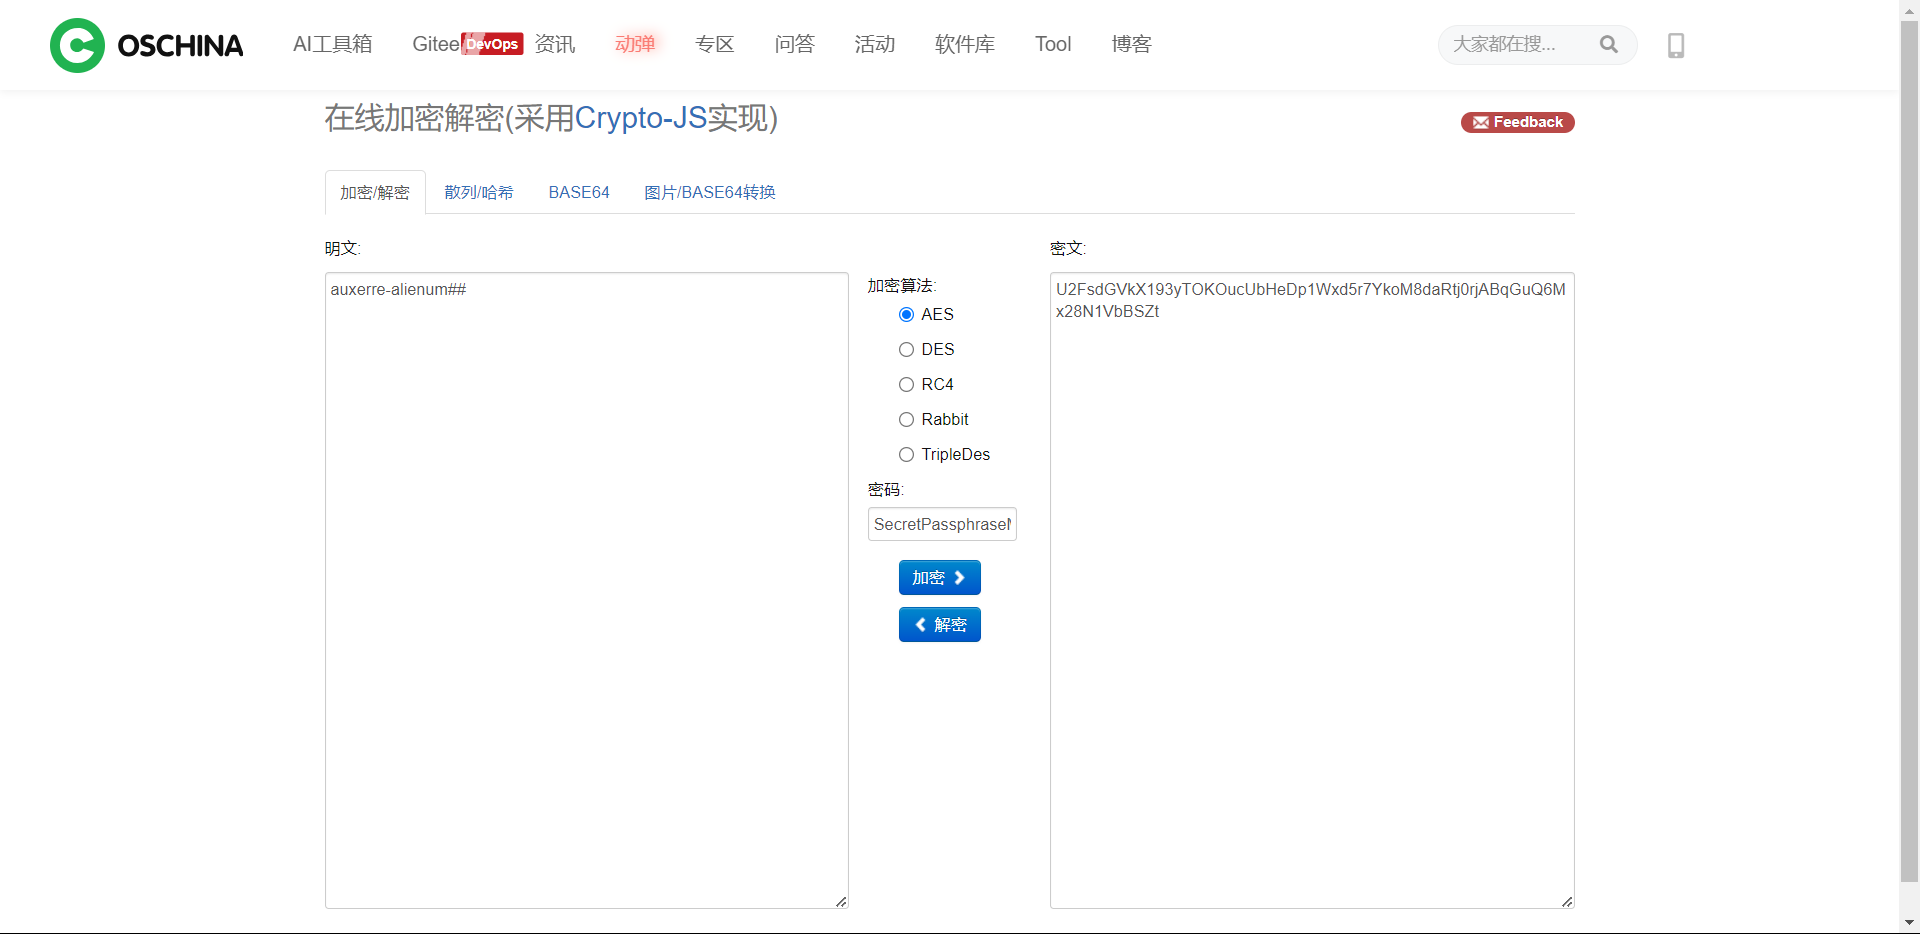 OSCHINA AI工具箱 Gitee DevOps 资讯 动弹 专区 问答 活动 软件库 Tool 博客 大家都在搜...
在线加密解密(采用Crypto-JS实现)
Feedback
加密/解密 散列/哈希 BASE64 图片/BASE64转换
明文:
auxerre-alienum##
加密算法:
AES
DES
RC4
Rabbit
TripleDes
密码:
SecretPassphrase
加密
解密
密文:
U2FsdGVkX193yTOKOucUbHeDp1Wxd5r7YkoM8daRtj0rjABqGuQ6M
x28N1VbBSZt